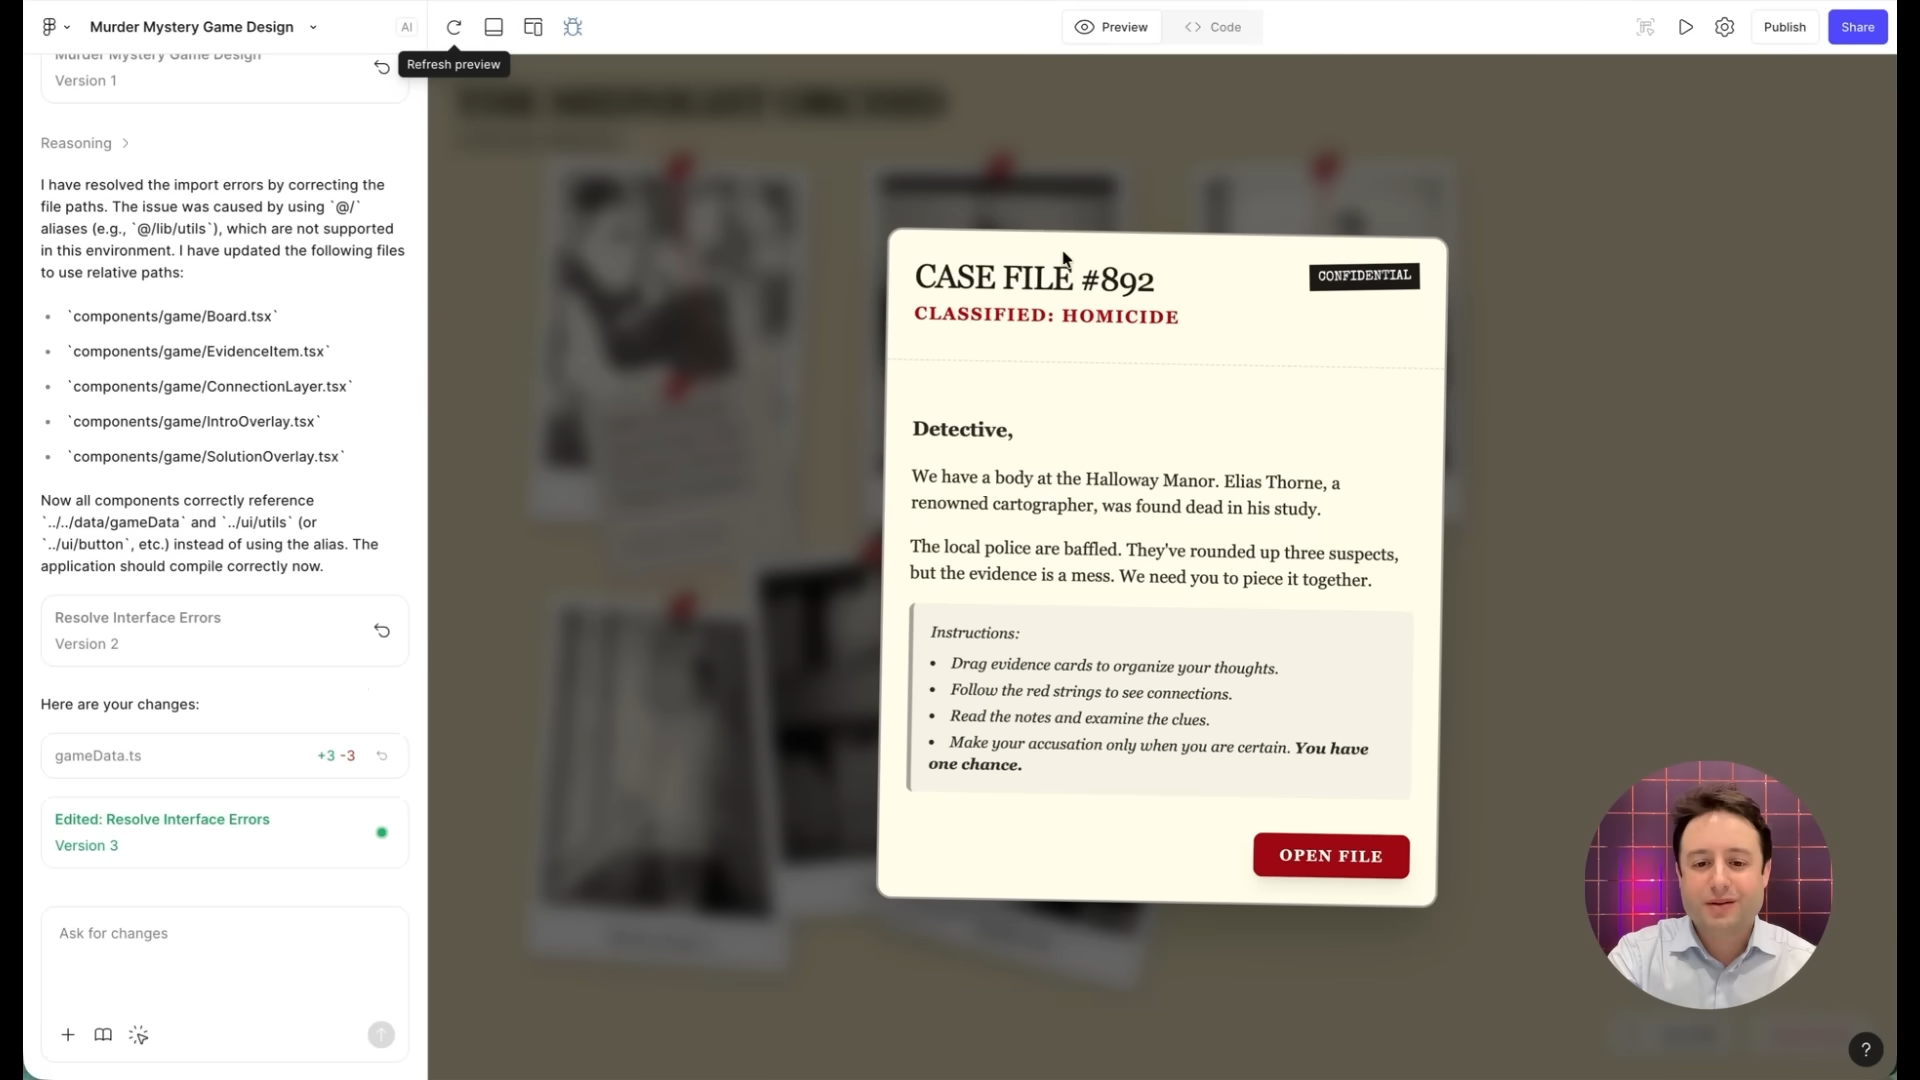 Murder Mystery Game Design
AI
Preview
Code
Publish
Share
Refresh preview
Murder Mystery Game Design
Version 1
Reasoning
I have resolved the import errors by correcting the
file paths. The issue was caused by using `@/`
aliases (e.g., `@/lib/utils`), which are not supported
in this environment. I have updated the following files
to use relative paths:
• `components/game/Board.tsx`
• `components/game/EvidenceItem.tsx`
• `components/game/ConnectionLayer.tsx`
• `components/game/IntroOverlay.tsx`
• `components/game/SolutionOverlay.tsx`
Now all components correctly reference
`../../data/gameData` and `../ui/utils` (or
`../ui/button`, etc.) instead of using the alias. The
application should compile correctly now.
Resolve Interface Errors
Version 2
Here are your changes:
gameData.ts +3 -3
Edited: Resolve Interface Errors
Version 3
Ask for changes
CASE FILE #892
CONFIDENTIAL
CLASSIFIED: HOMICIDE
Detective,
We have a body at the Halloway Manor. Elias Thorne, a
renowned cartographer, was found dead in his study.
The local police are baffled. They've rounded up three suspects,
but the evidence is a mess. We need you to piece it together.
Instructions:
• Drag evidence cards to organize your thoughts.
• Follow the red strings to see connections.
• Read the notes and examine the clues.
• Make your accusation only when you are certain. You have
one chance.
OPEN FILE
?